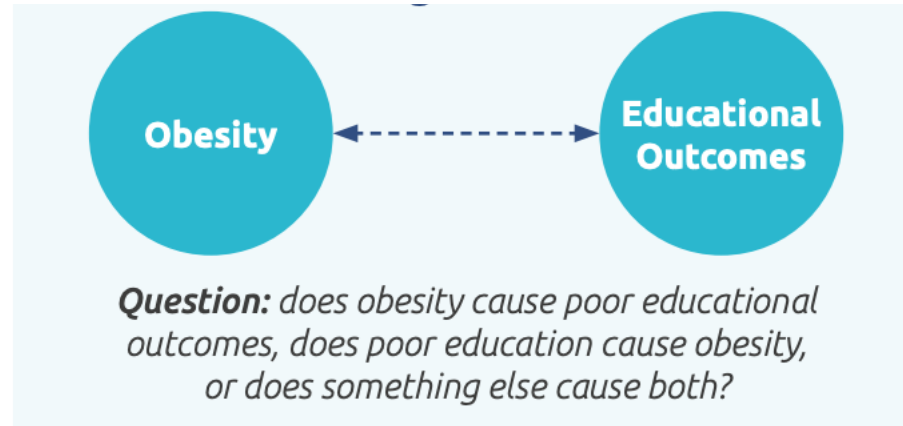 Obesity
Educational
Outcomes
Question: does obesity cause poor educational
outcomes, does poor education cause obesity,
or does something else cause both?